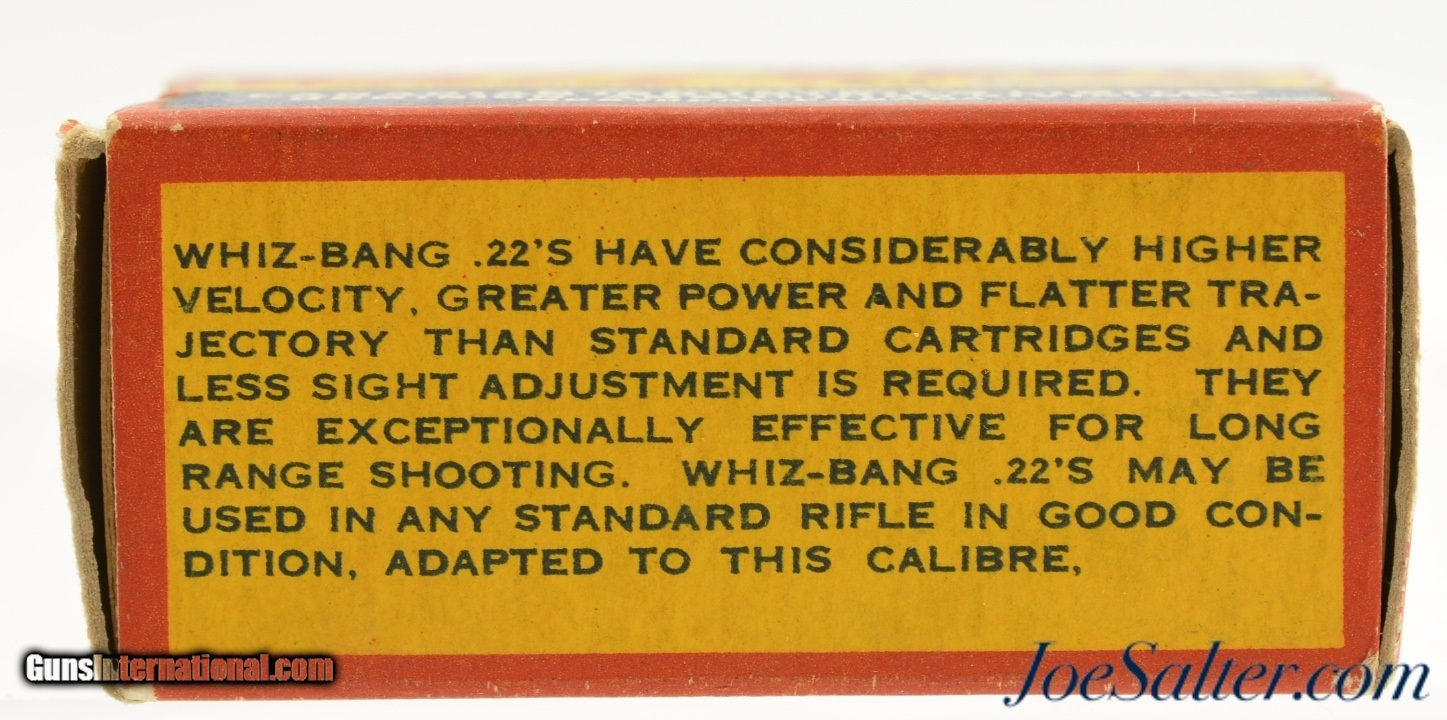 WHIZ-BANG .22'S HAVE CONSIDERABLY HIGHER
VELOCITY, GREATER POWER AND FLATTER TRA-
JECTORY THAN STANDARD CARTRIDGES AND
LESS SIGHT ADJUSTMENT IS REQUIRED. THEY
ARE EXCEPTIONALLY EFFECTIVE FOR LONG
RANGE SHOOTING. WHIZ-BANG .22'S MAY BE
USED IN ANY STANDARD RIFLE IN GOOD CON-
DITION, ADAPTED TO THIS CALIBRE,
GunsInternational.com
JoeSalter.com